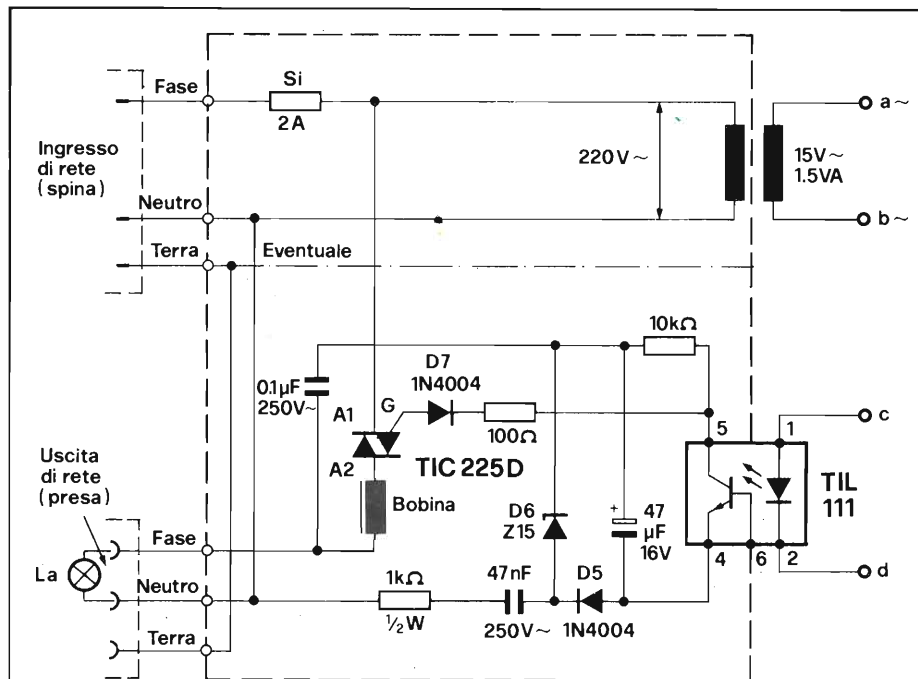 Fase
Si
2A
a~
Ingresso
di rete
(spina)
220V~
15V~
1.5VA
Neutro
b~
Terra
Eventuale
10kΩ
D7
1N4004
0.1µF
250V~
A1
G
100Ω
5
1
c
A2
TIC 225D
TIL
111
Uscita
di rete
(presa)
Bobina
D6
Z15
+
47
µF
16V
Fase
4
6
2
La
1kΩ
47nF
D5
d
Neutro
½W
250V~
1N4004
Terra